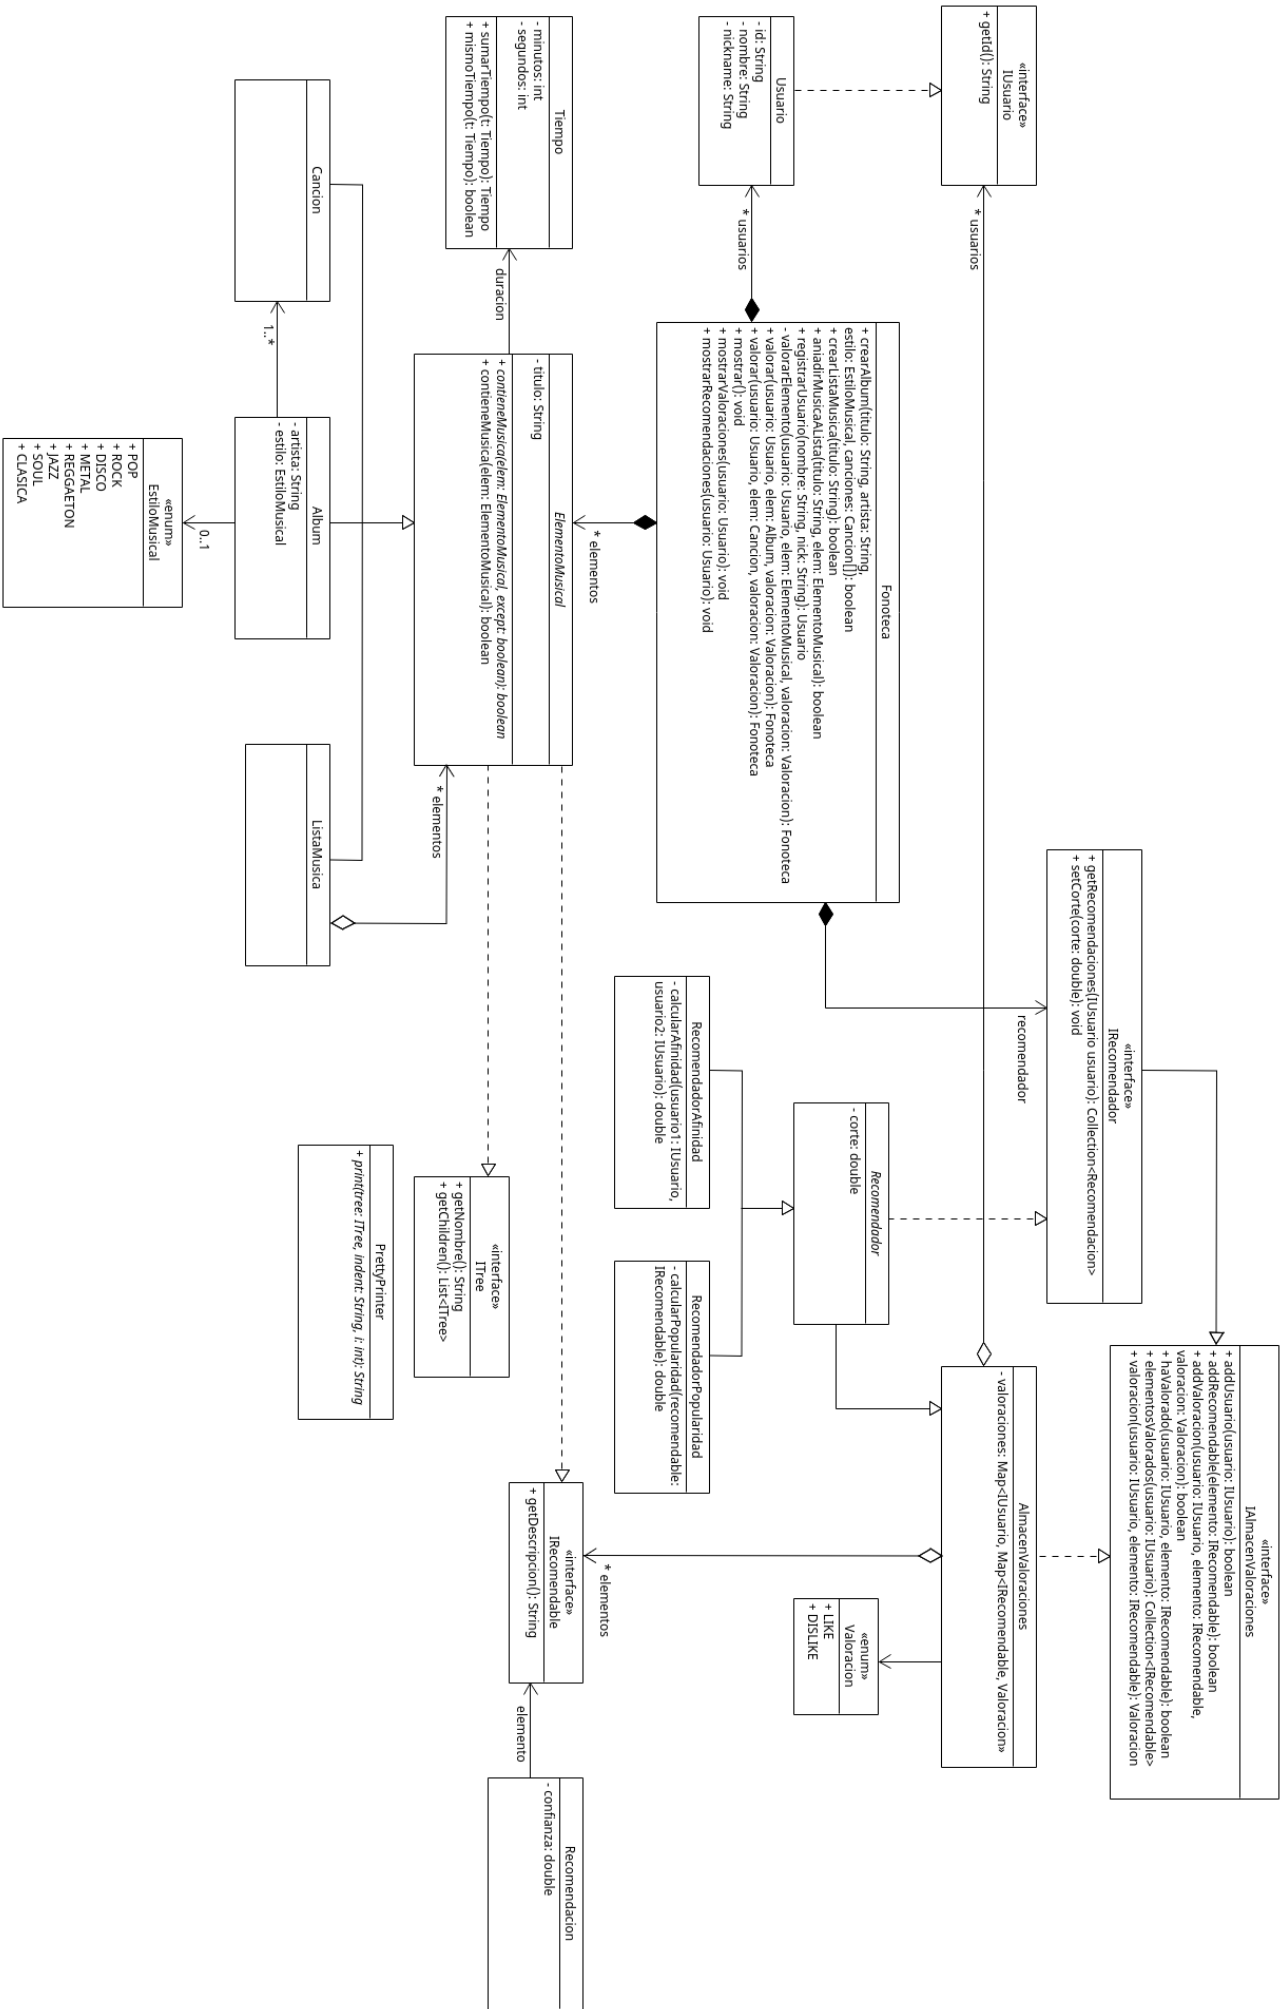 «interface»
IUsuario
+ getId(): String
Usuario
- id: String
- nombre: String
- nickname: String
* usuarios
* usuarios
Tiempo
- minutos: int
- segundos: int
+ sumarTiempo(t: Tiempo): Tiempo
+ mismoTiempo(t: Tiempo): boolean
duracion
Cancion
1..*
Fonoteca
+ crearAlbum(titulo: String, artista: String,
estilo: EstiloMusical, canciones: Cancion[]): boolean
+ crearListaMusica(titulo: String): boolean
+ aniadirMusicaALista(titulo: String, elem: ElementoMusical): boolean
+ registrarUsuario(nombre: String, nick: String): Usuario
- valorarElemento(usuario: Usuario, elem: ElementoMusical, valoracion: Valoracion): Fonoteca
+ valorar(usuario: Usuario, elem: Album, valoracion: Valoracion): Fonoteca
+ valorar(usuario: Usuario, elem: Cancion, valoracion: Valoracion): Fonoteca
+ mostrar(): void
+ mostrarValoraciones(usuario: Usuario): void
+ mostrarRecomendaciones(usuario: Usuario): void
* elementos
ElementoMusical
- titulo: String
+ contieneMusica(elem: ElementoMusical, except: boolean): boolean
+ contieneMusica(elem: ElementoMusical): boolean
Album
- artista: String
- estilo: EstiloMusical
0..1
«enum»
EstiloMusical
+ POP
+ ROCK
+ DISCO
+ METAL
+ REGGAETON
+ JAZZ
+ SOUL
+ CLASICA
* elementos
ListaMusica
«interface»
IRecomendador
+ getRecomendaciones(IUsuario usuario): Collection<Recomendacion>
+ setCorte(corte: double): void
recomendador
Recomendador
- corte: double
RecomendadorAfinidad
- calcularAfinidad(usuario1: IUsuario,
usuario2: IUsuario): double
RecomendadorPopularidad
- calcularPopularidad(recomendable:
IRecomendable): double
«interface»
ITree
+ getNombre(): String
+ getChildren(): List<ITree>
PrettyPrinter
+ print(tree: ITree, indent: String, i: int): String
«interface»
IAlmacenValoraciones
+ addUsuario(usuario: IUsuario): boolean
+ addRecomendable(elemento: IRecomendable): boolean
+ addValoracion(usuario: IUsuario, elemento: IRecomendable,
valoracion: Valoracion): boolean
+ haValorado(usuario: IUsuario, elemento: IRecomendable): boolean
+ elementosValorados(usuario: IUsuario): Collection<IRecomendable>
+ valoracion(usuario: IUsuario, elemento: IRecomendable): Valoracion
AlmacenValoraciones
- valoraciones: Map<IUsuario, Map<IRecomendable, Valoracion»
«enum»
Valoracion
+ LIKE
+ DISLIKE
* elementos
«interface»
IRecomendable
+ getDescripcion(): String
elemento
Recomendacion
- confianza: double